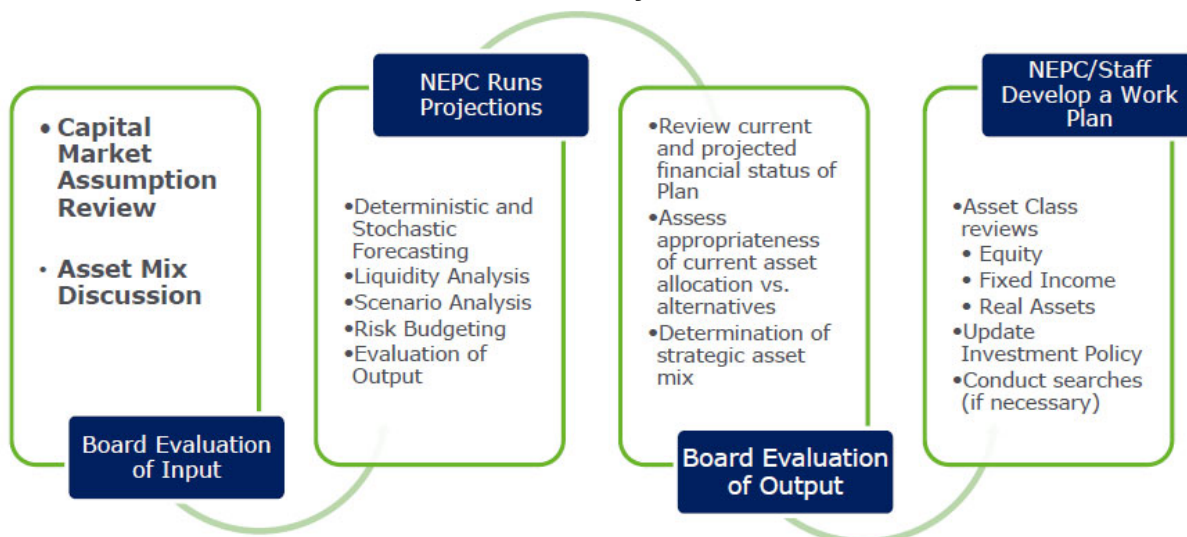 • Capital
Market
Assumption
Review
• Asset Mix
Discussion
Board Evaluation
of Input
NEPC Runs
Projections
•Deterministic and
Stochastic
Forecasting
•Liquidity Analysis
•Scenario Analysis
•Risk Budgeting
•Evaluation of
Output
•Review current
and projected
financial status of
Plan
•Assess
appropriateness
of current asset
allocation vs.
alternatives
•Determination of
strategic asset
mix
Board Evaluation
of Output
NEPC/Staff
Develop a Work
Plan
•Asset Class
reviews
• Equity
• Fixed Income
• Real Assets
•Update
Investment Policy
•Conduct searches
(if necessary)